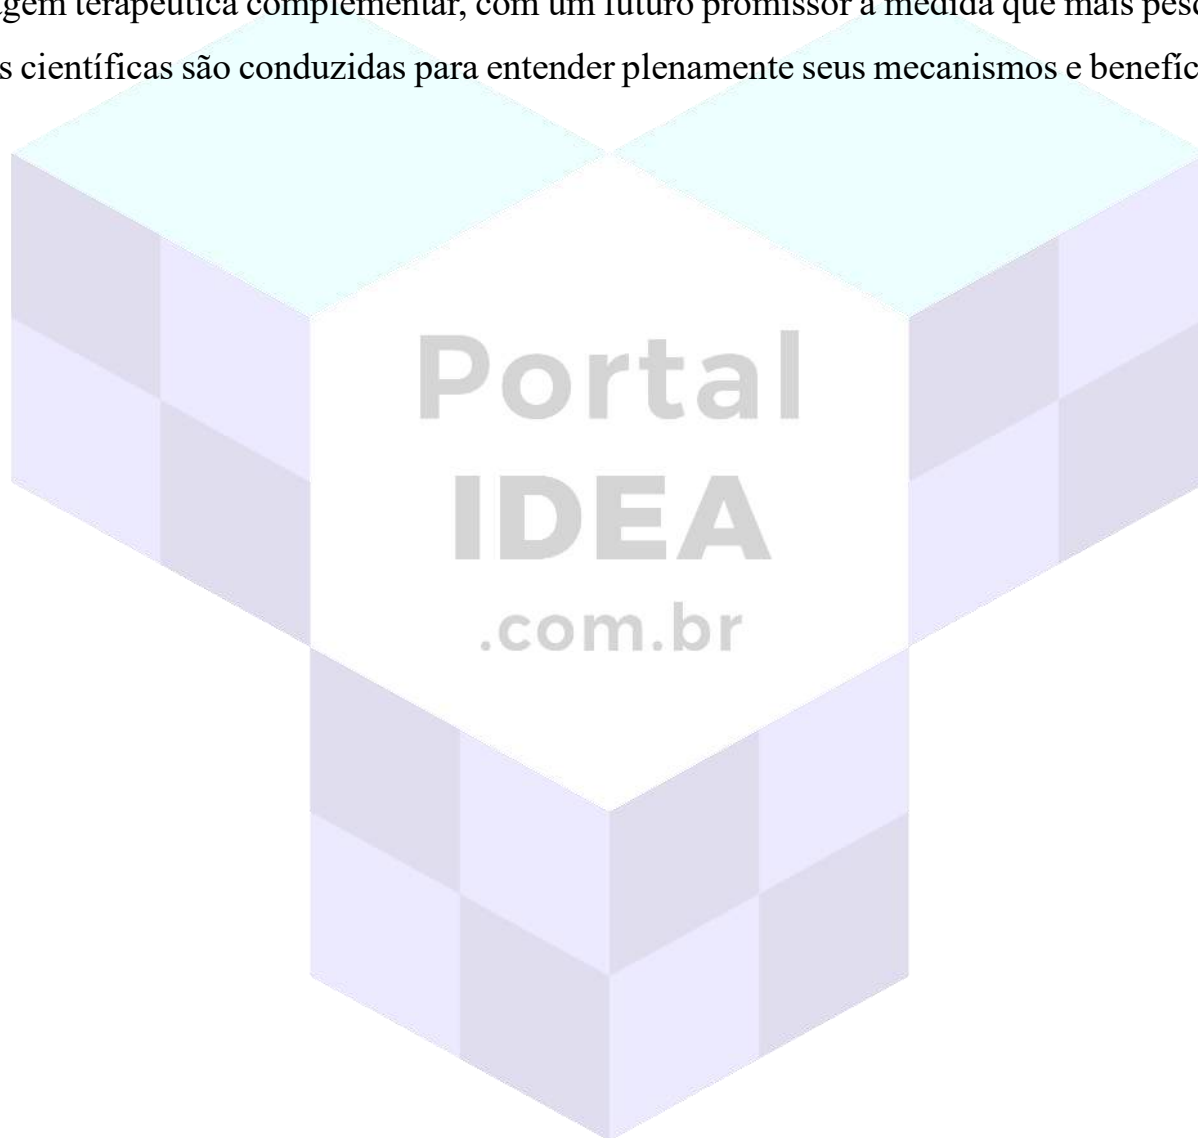 terapêutica complementar, com um futuro promissor à medida que mais
científicas são conduzidas para entender plenamente seus mecanismos e
Portal
IDEA
.com.br